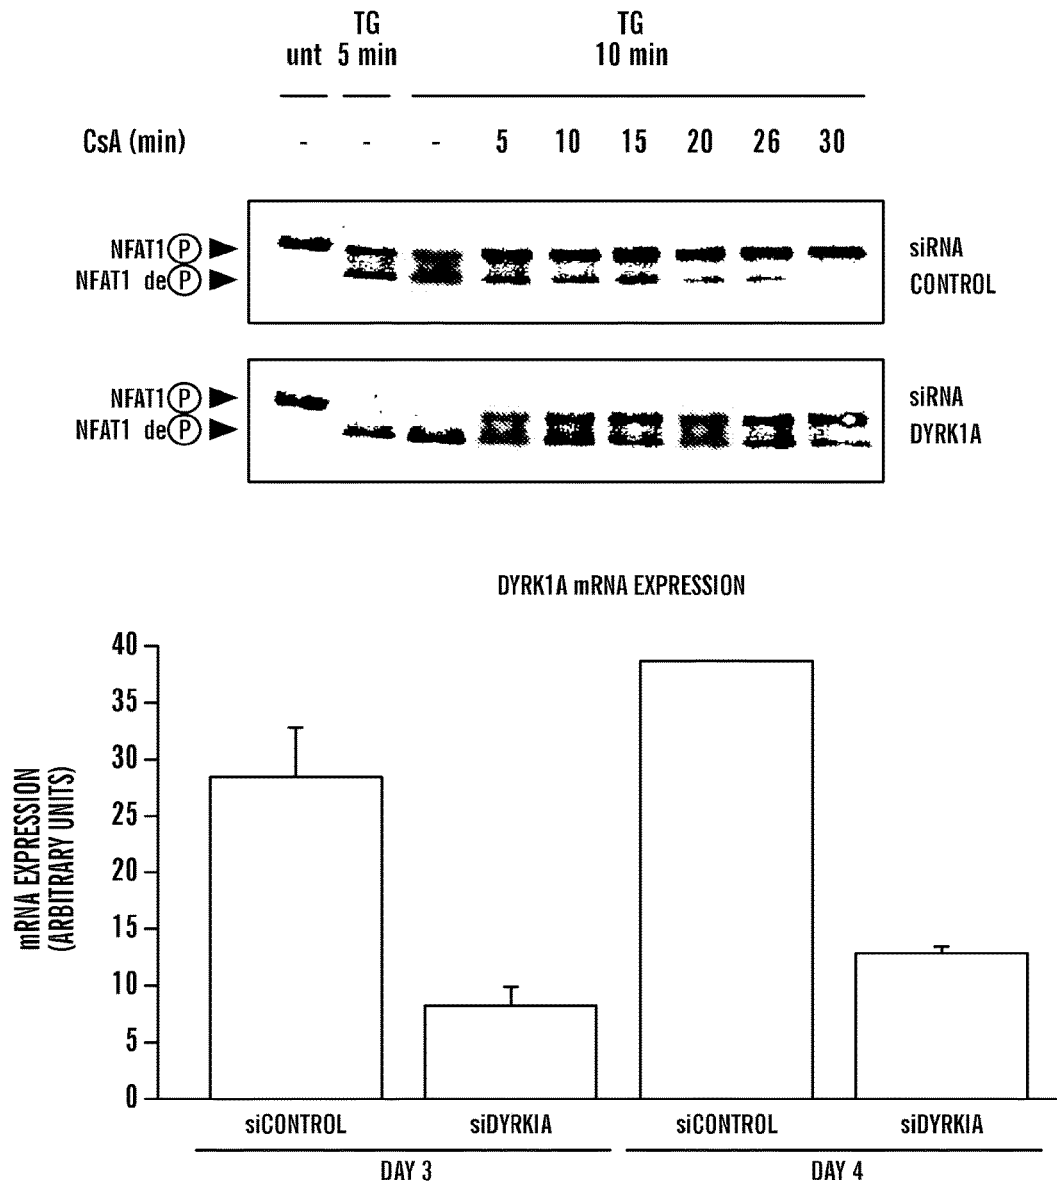 TG TG
unt 5 min 10 min
CsA (min) - - - 5 10 15 20 26 30
NFAT1 P siRNA
NFAT1 de P CONTROL
NFAT1 P siRNA
NFAT1 de P DYRK1A
DYRK1A mRNA EXPRESSION
mRNA EXPRESSION
(ARBITRARY UNITS)
40
35
30
25
20
15
10
5
0
siCONTROL siDYRKIA siCONTROL siDYRKIA
DAY 3 DAY 4